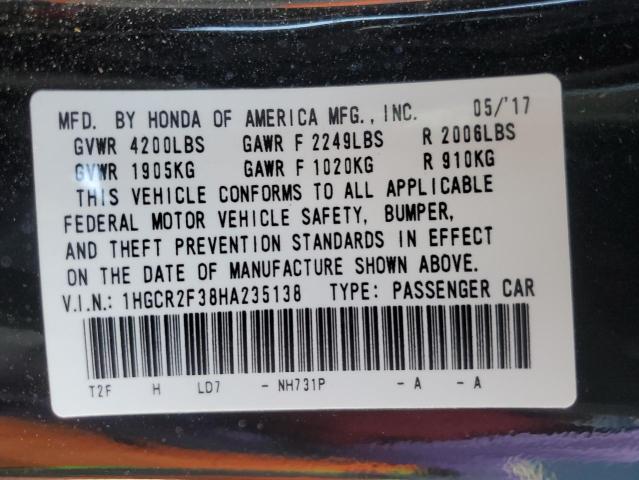 MFD. BY HONDA OF AMERICA MFG., INC. 05/'17
GVWR 4200LBS GAWR F 2249LBS R 2006LBS
GVWR 1905KG GAWR F 1020KG R 910KG
THIS VEHICLE CONFORMS TO ALL APPLICABLE
FEDERAL MOTOR VEHICLE SAFETY, BUMPER,
AND THEFT PREVENTION STANDARDS IN EFFECT
ON THE DATE OF MANUFACTURE SHOWN ABOVE.
V.I.N.: 1HGCR2F38HA235138 TYPE: PASSENGER CAR
T2F H LD7 - NH731P - A - A